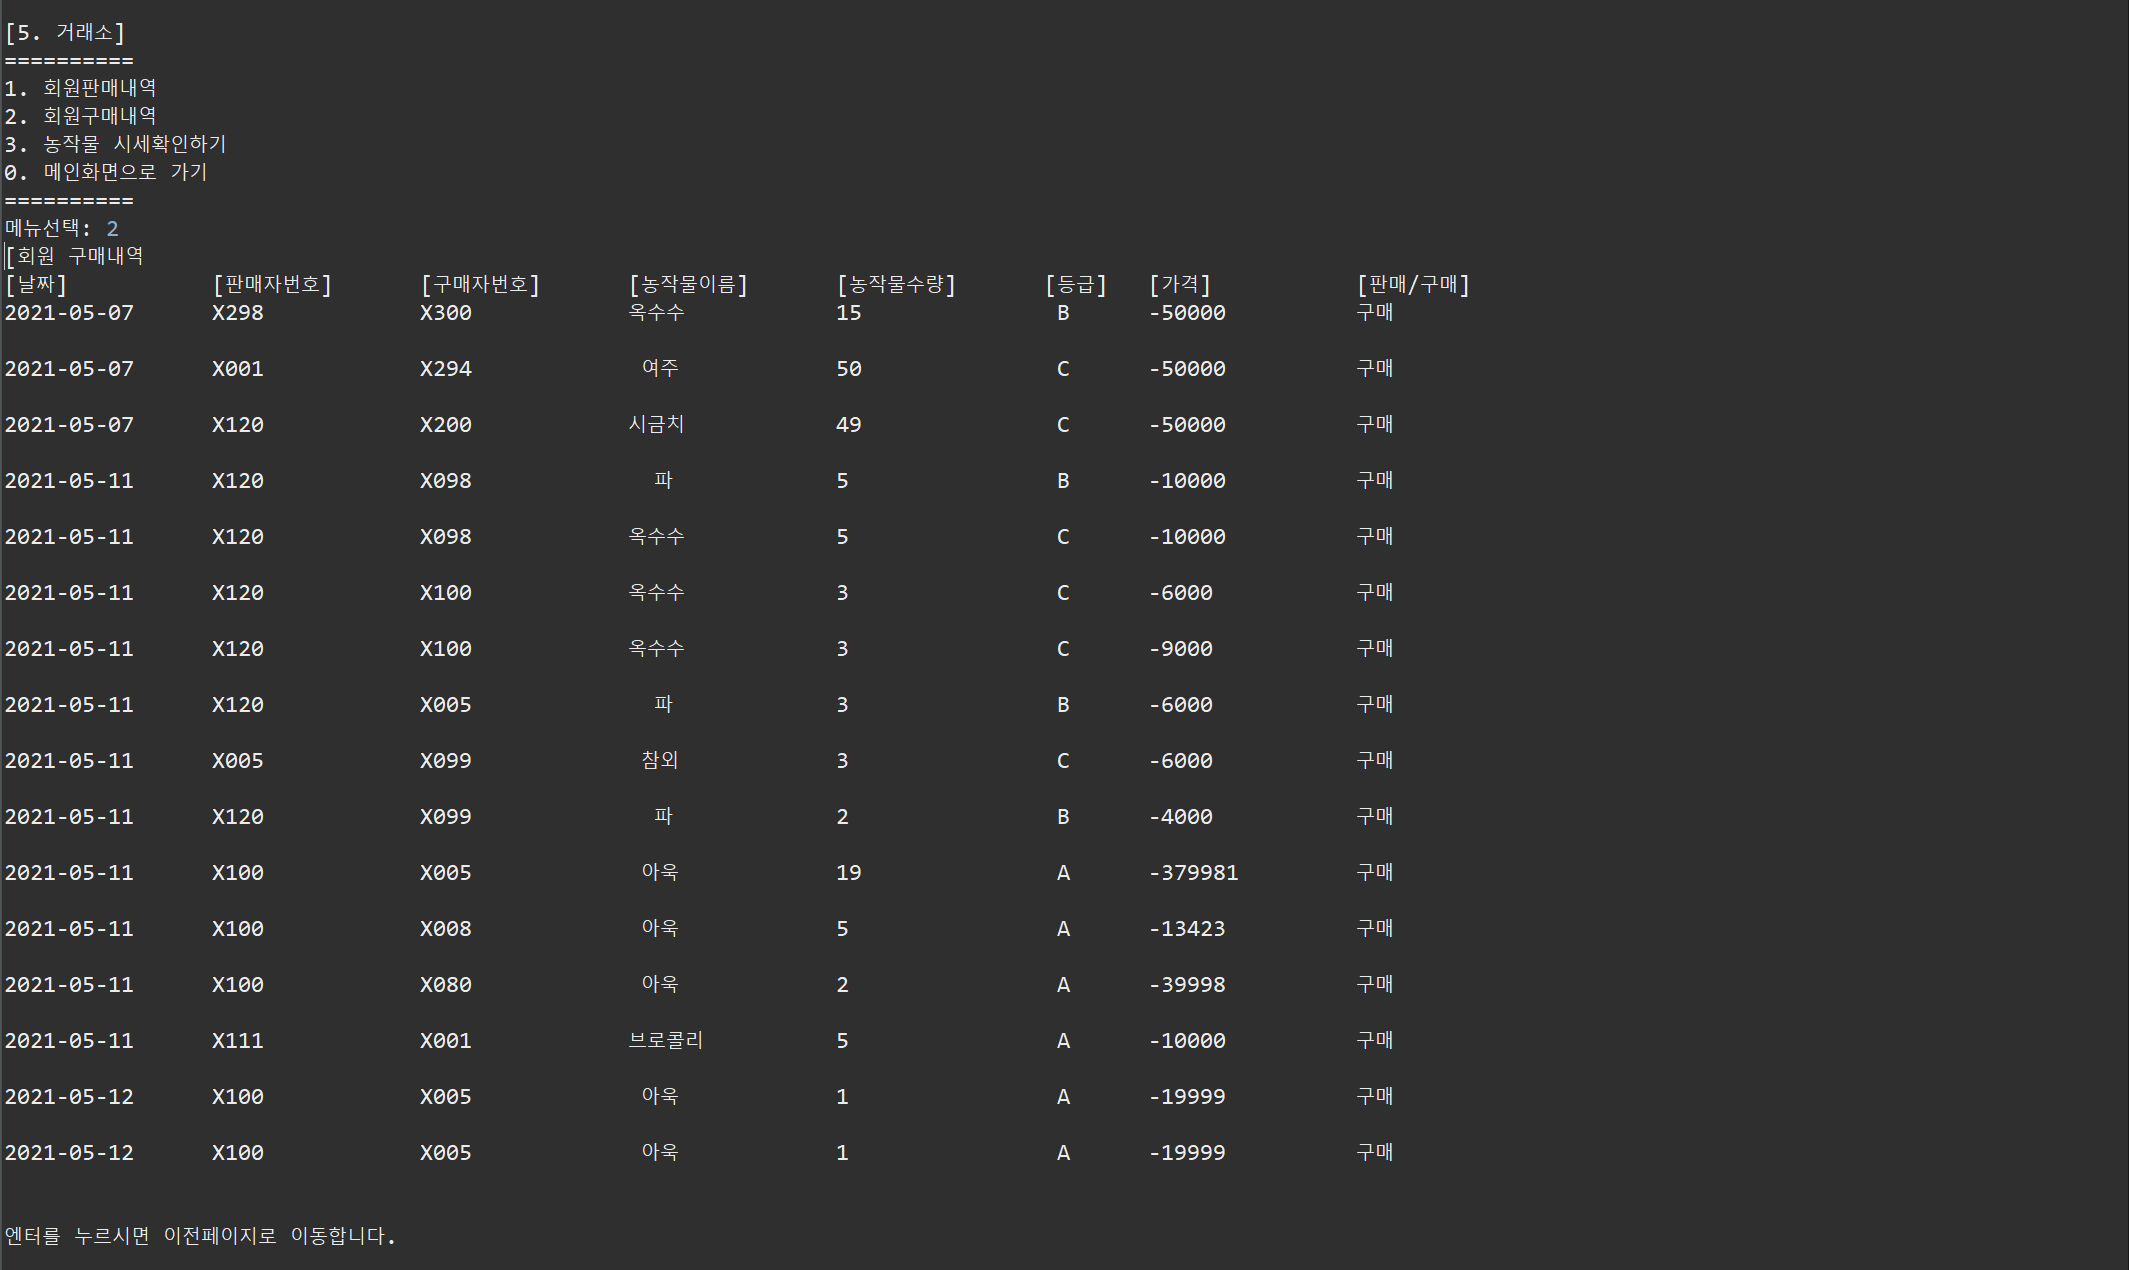 [5. 거래소]
==========
1. 회원판매내역
2. 회원구매내역
3. 농작물 시세확인하기
0. 메인화면으로 가기
==========
메뉴선택: 2
[회원 구매내역
[날짜] [판매자번호] [구매자번호] [농작물이름] [농작물수량] [등급] [가격] [판매/구매]
2021-05-07 X298 X300 옥수수 15 B -50000 구매
2021-05-07 X001 X294 여주 50 C -50000 구매
2021-05-07 X120 X200 시금치 49 C -50000 구매
2021-05-11 X120 X098 파 5 B -10000 구매
2021-05-11 X120 X098 옥수수 5 C -10000 구매
2021-05-11 X120 X100 옥수수 3 C -6000 구매
2021-05-11 X120 X100 옥수수 3 C -9000 구매
2021-05-11 X120 X005 파 3 B -6000 구매
2021-05-11 X005 X099 참외 3 C -6000 구매
2021-05-11 X120 X099 파 2 B -4000 구매
2021-05-11 X100 X005 아욱 19 A -379981 구매
2021-05-11 X100 X008 아욱 5 A -13423 구매
2021-05-11 X100 X080 아욱 2 A -39998 구매
2021-05-11 X111 X001 브로콜리 5 A -10000 구매
2021-05-12 X100 X005 아욱 1 A -19999 구매
2021-05-12 X100 X005 아욱 1 A -19999 구매
엔터를 누르시면 이전페이지로 이동합니다.